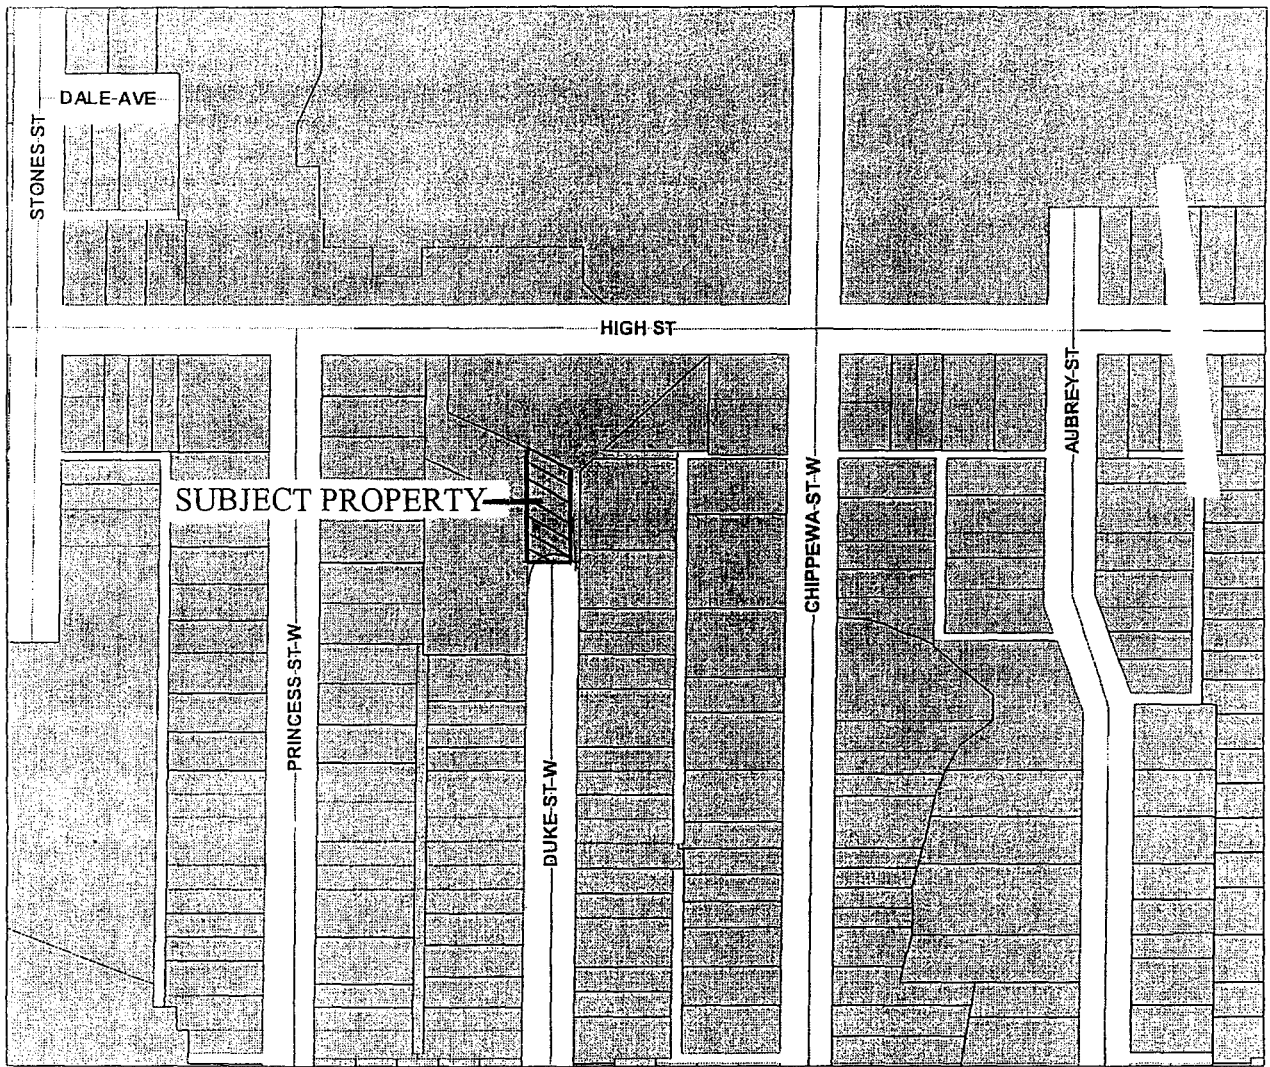 DALE-AVE
STONES-ST
HIGH ST
AUBREY-ST
SUBJECT PROPERTY
CHIPPEWA-ST-W
PRINCESS-ST-W
DUKE-ST-W